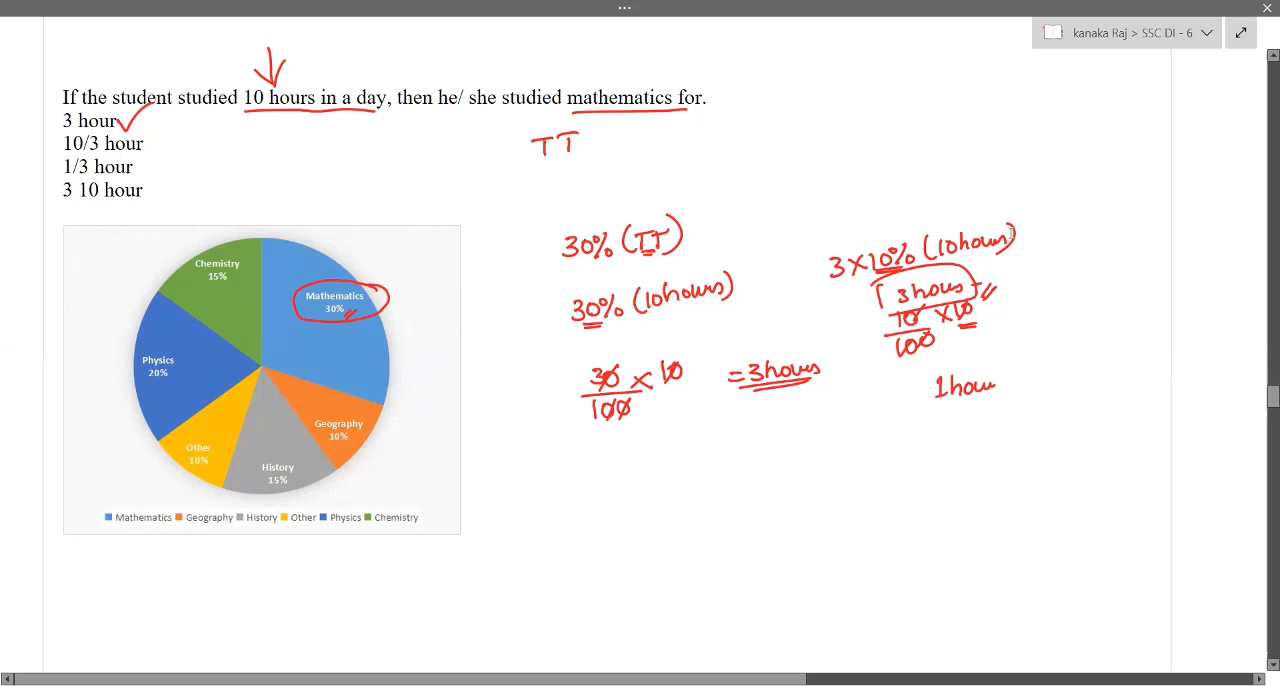 ...
kanaka Raj > SSC DI - 6
If the student studied 10 hours in a day, then he/ she studied mathematics for.
3 hour
10/3 hour
1/3 hour
3 10 hour
TT
30% (TT)
30% (10hours)
30 × 10 = 3hours
100
3×10% (10hours)
3hours
10 × 10
100
1hour
Chemistry
15%
Mathematics
30%
Physics
20%
Geography
10%
Other
10%
History
15%
Mathematics Geography History Other Physics Chemistry